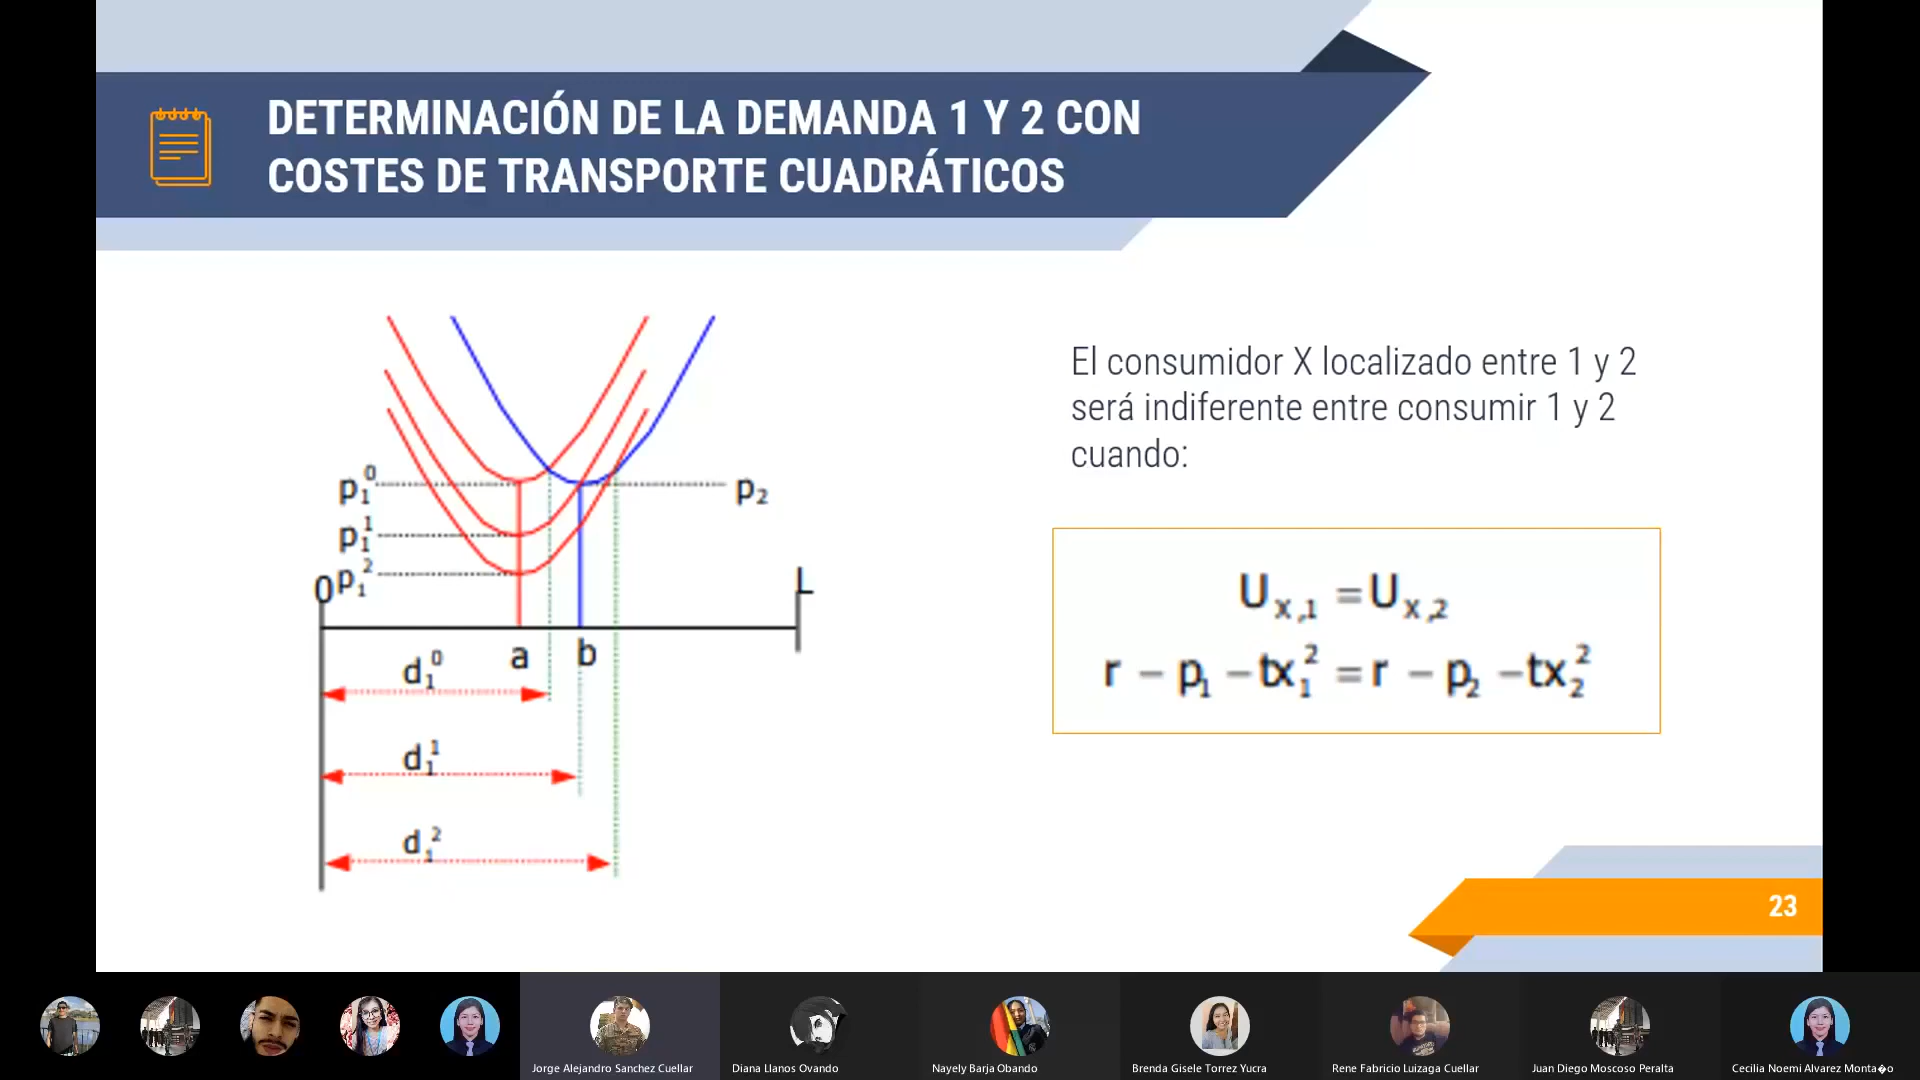 DETERMINACIÓN DE LA DEMANDA 1 Y 2 CON
COSTES DE TRANSPORTE CUADRÁTICOS
El consumidor X localizado entre 1 y 2
será indiferente entre consumir 1 y 2
cuando:
p₁⁰
p₂
p₁¹
p₁²
0
L
a
b
d₁⁰
d₁¹
d₁²
Uₓ,₁ = Uₓ,₂
r − p₁ − tx₁² = r − p₂ − tx₂²
23
Jorge Alejandro Sanchez Cuellar
Diana Llanos Ovando
Nayely Barja Obando
Brenda Gisele Torrez Yucra
Rene Fabricio Luizaga Cuellar
Juan Diego Moscoso Peralta
Cecilia Noemi Alvarez Monta�o